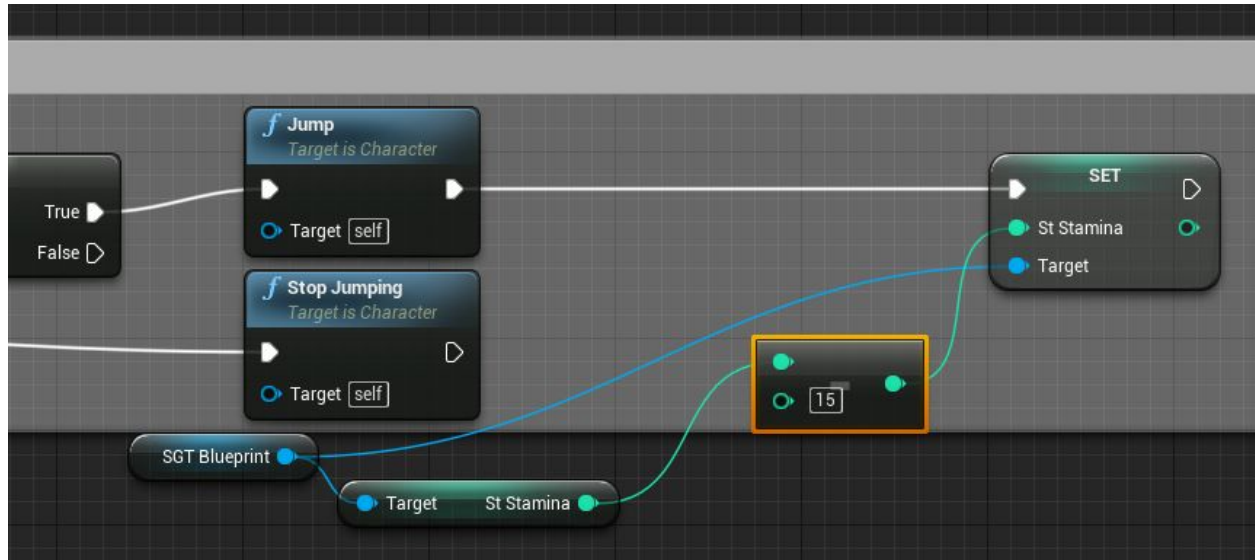 f Jump
Target is Character
SET
True
St Stamina
Target self
False
Target
f Stop Jumping
Target is Character
- 
15
Target self
SGT Blueprint
Target St Stamina